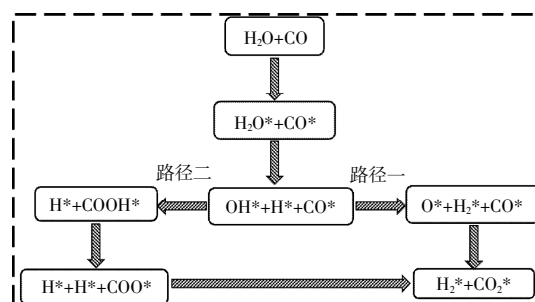 H₂O+CO
H₂O*+CO*
路径二
路径一
H*+COOH*
OH*+H*+CO*
O*+H₂*+CO*
H*+H*+COO*
H₂*+CO₂*